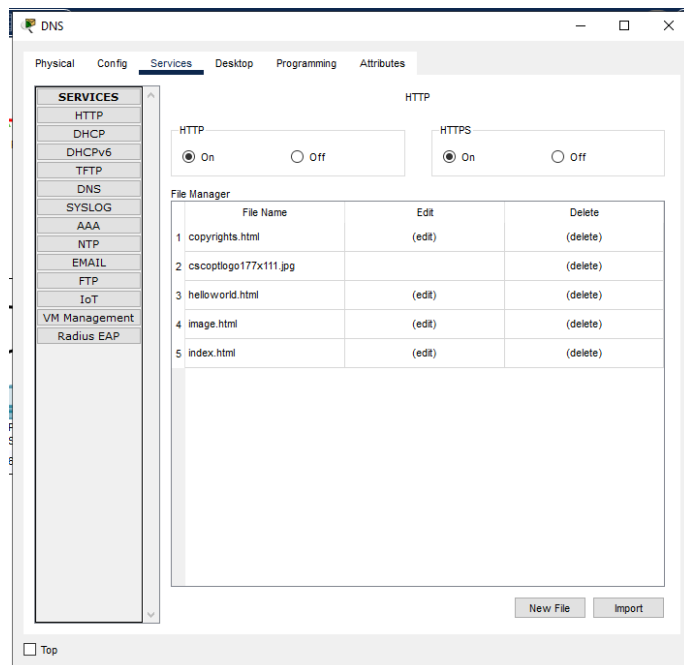 DNS
Physical Config Services Desktop Programming Attributes
SERVICES
HTTP
DHCP
DHCPv6
TFTP
DNS
SYSLOG
AAA
NTP
EMAIL
FTP
IoT
VM Management
Radius EAP
HTTP
HTTP
On Off
HTTPS
On Off
File Manager
File Name Edit Delete
1 copyrights.html (edit) (delete)
2 cscoptlogo177x111.jpg (delete)
3 helloworld.html (edit) (delete)
4 image.html (edit) (delete)
5 index.html (edit) (delete)
New File Import
Top